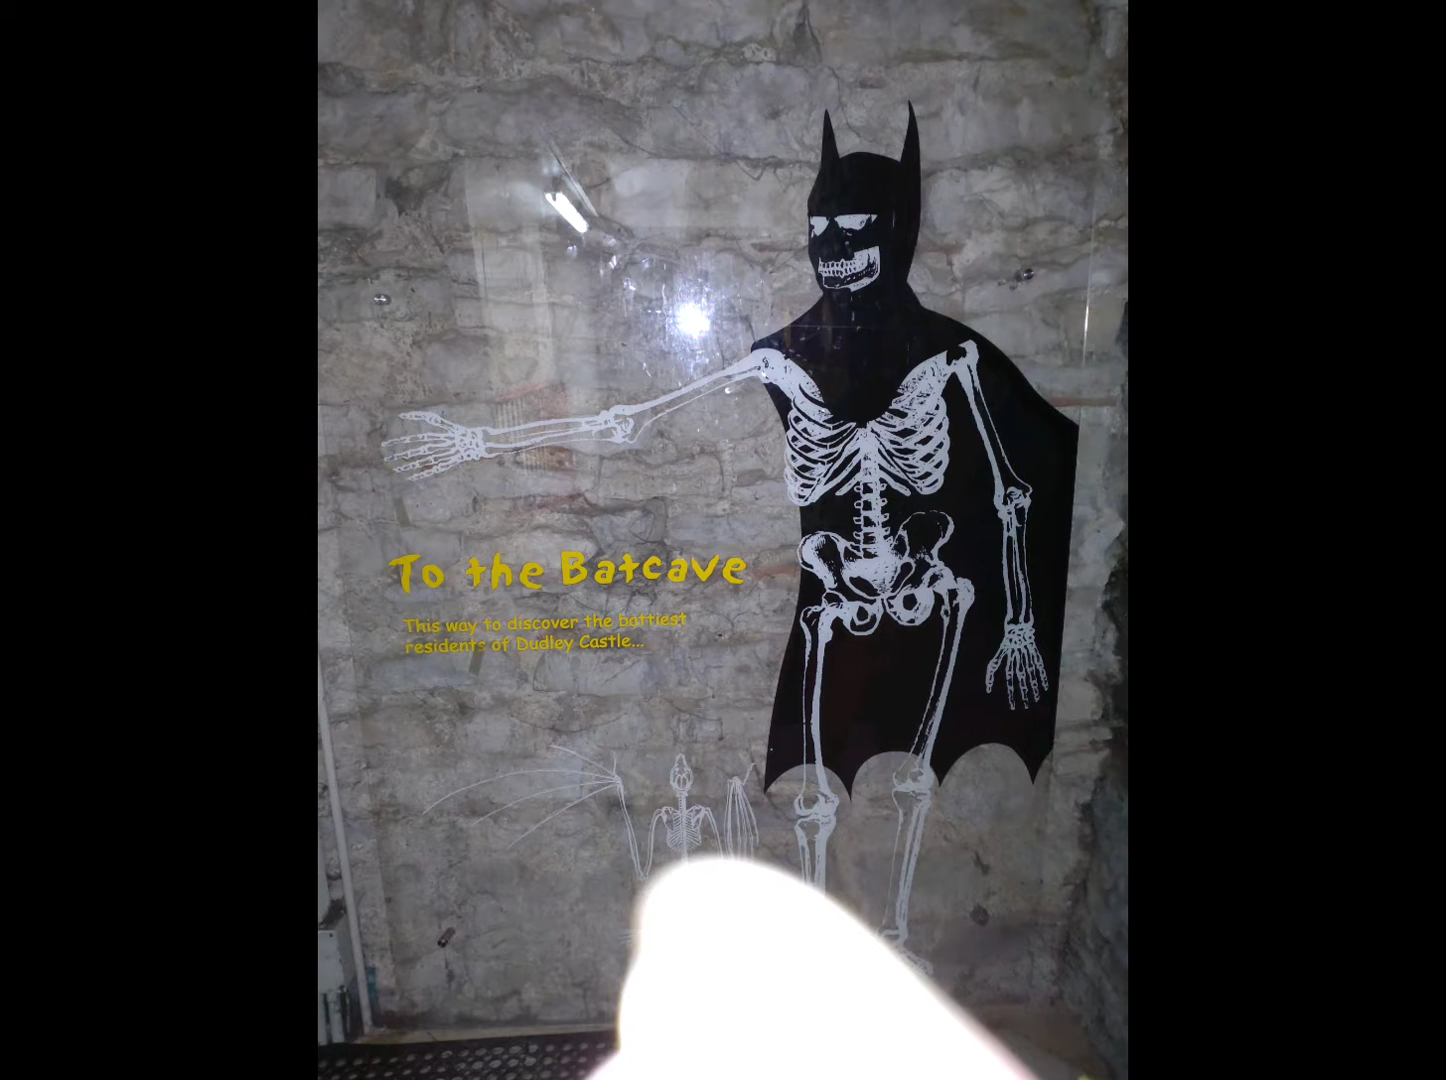 To the Batcave
This way to discover the battiest
residents of Dudley Castle...